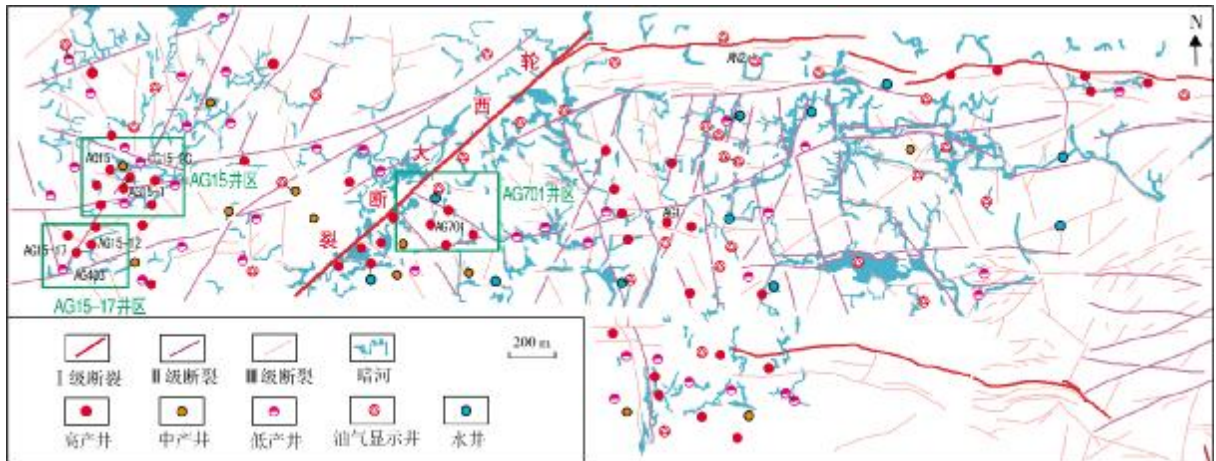 N
轮
西
大
断
裂
AG15
AG15-1
AG15井区
AG701井区
AG701
AG1
AG15-17
AG15-12
AG15-17井区
200 m
Ⅰ级断裂
Ⅱ级断裂
Ⅲ级断裂
暗河
高产井
中产井
低产井
油气显示井
水井